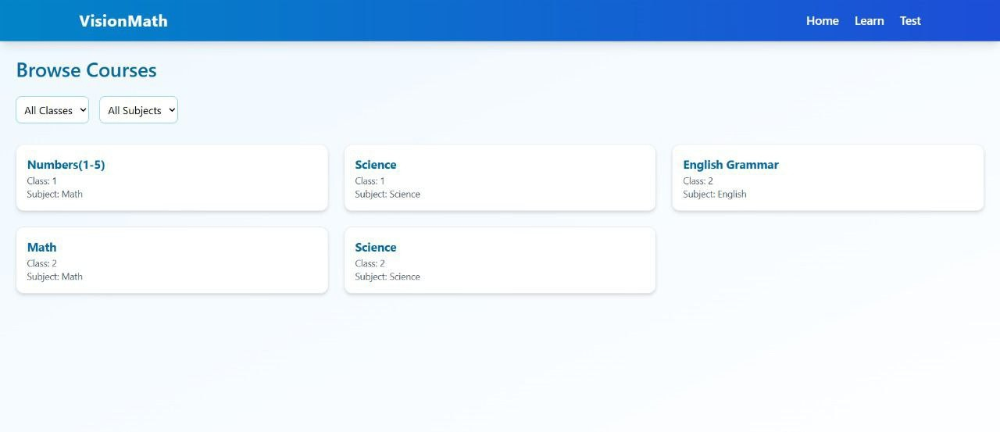 VisionMath
Home Learn Test
Browse Courses
All Classes All Subjects
Numbers(1-5)
Class: 1
Subject: Math
Science
Class: 1
Subject: Science
English Grammar
Class: 2
Subject: English
Math
Class: 2
Subject: Math
Science
Class: 2
Subject: Science